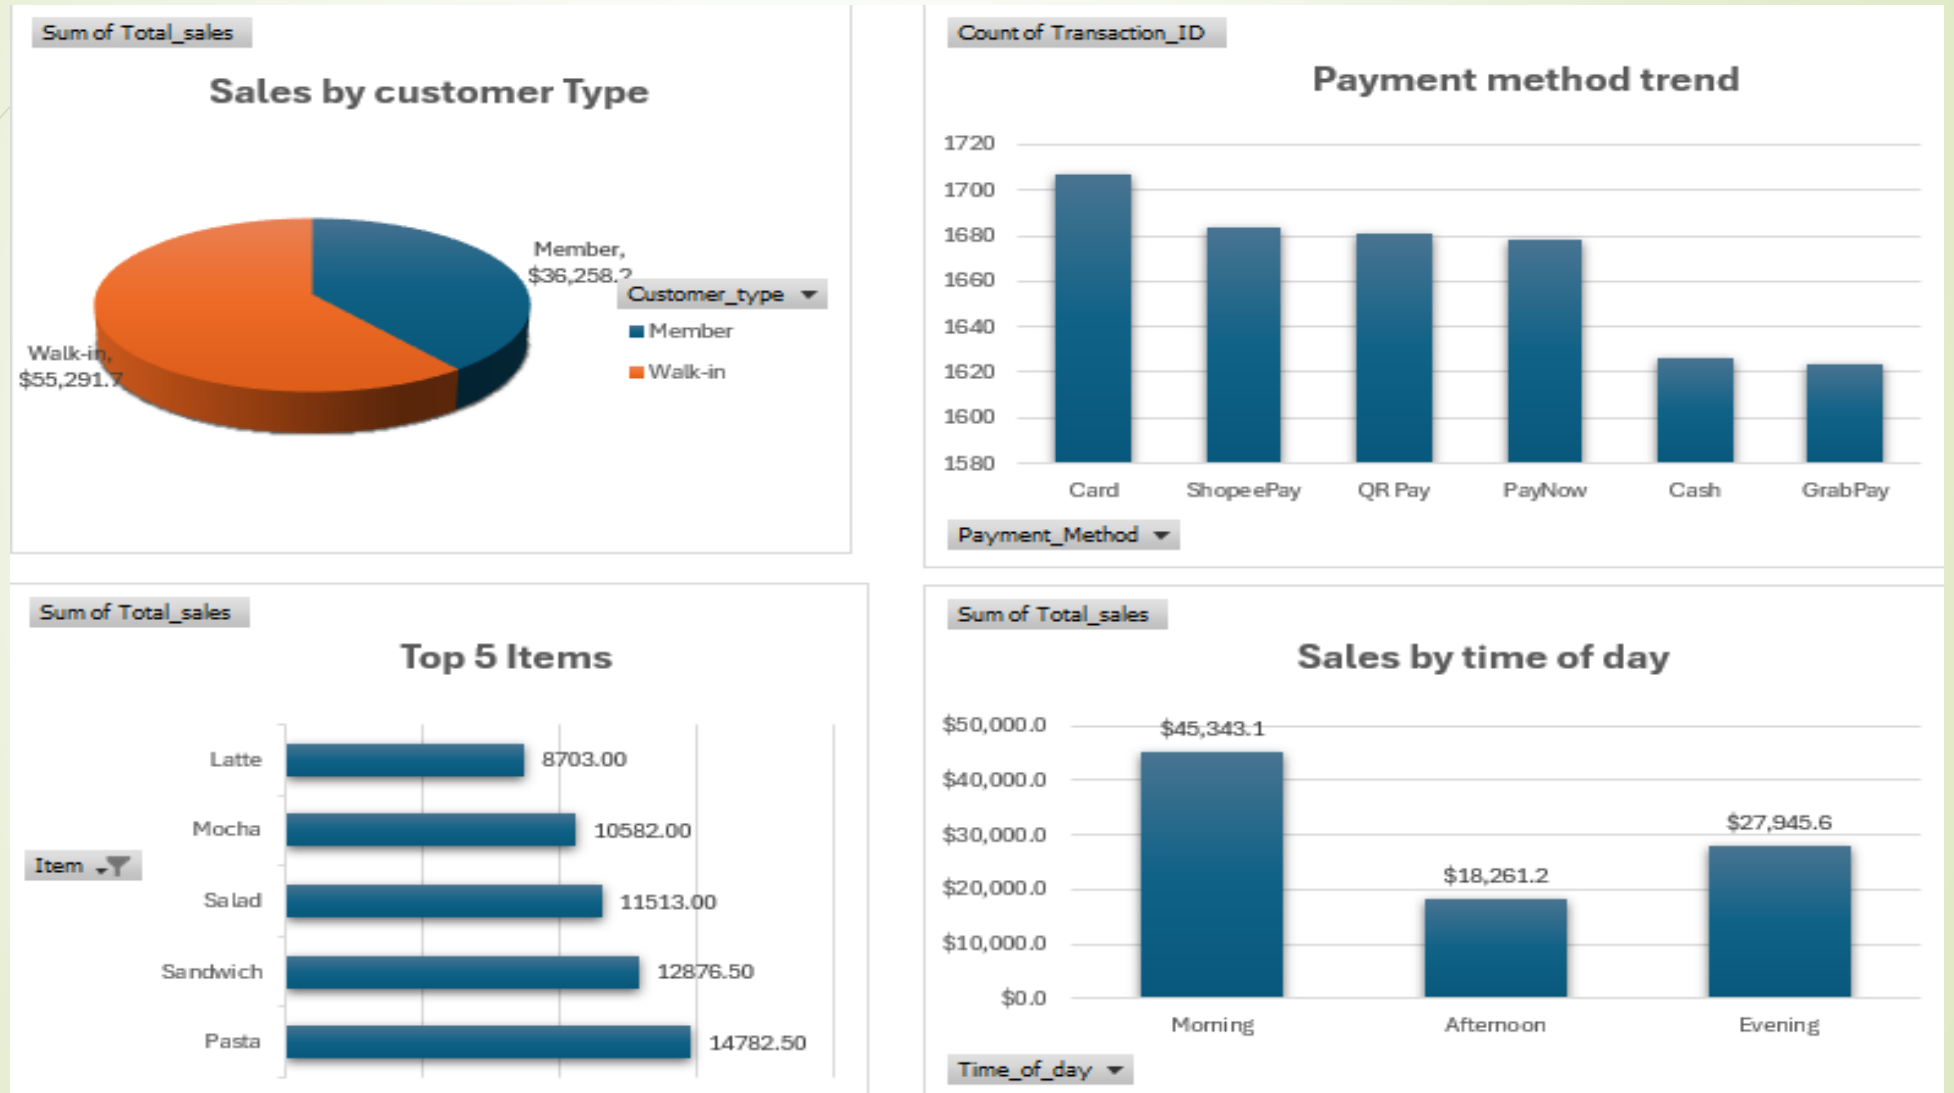 Sum of Total_sales
Sales by customer Type
Member,
$36,258.2
Walk-in,
$55,291.7
Customer_type
Member
Walk-in
Count of Transaction_ID
Payment method trend
1720
1700
1680
1660
1640
1620
1600
1580
Card ShopeePay QR Pay PayNow Cash GrabPay
Payment_Method
Sum of Total_sales
Top 5 Items
Item
Latte 8703.00
Mocha 10582.00
Salad 11513.00
Sandwich 12876.50
Pasta 14782.50
Sum of Total_sales
Sales by time of day
$50,000.0
$40,000.0
$30,000.0
$20,000.0
$10,000.0
$0.0
$45,343.1
$18,261.2
$27,945.6
Morning Afternoon Evening
Time_of_day